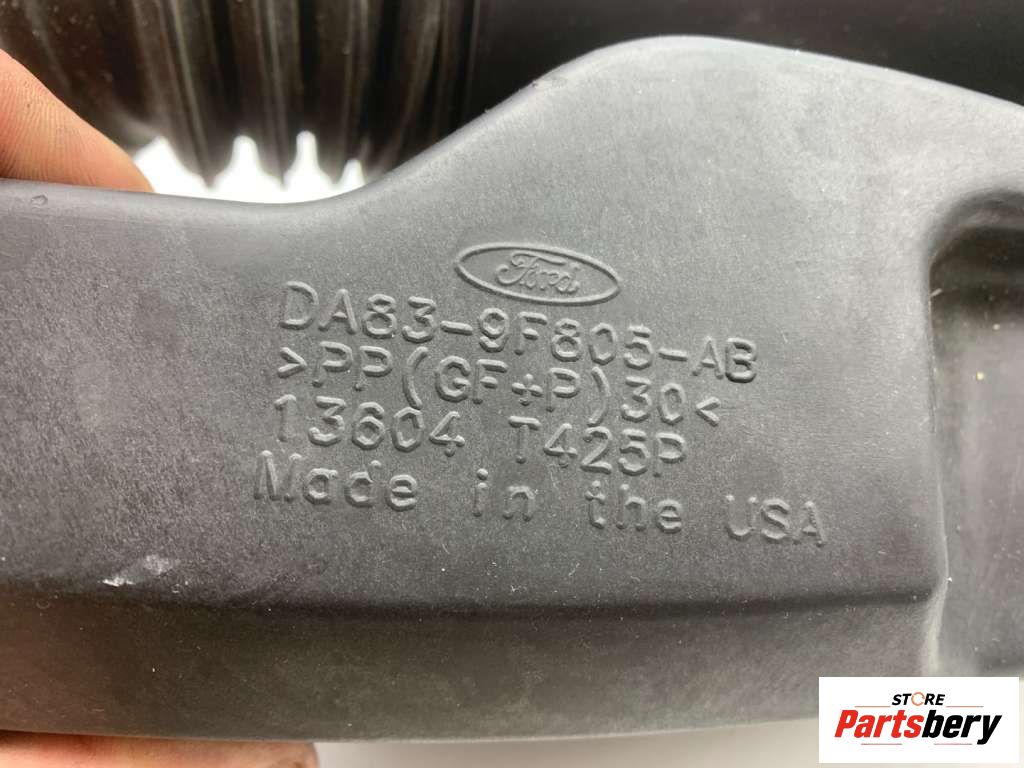 Ford
DA83-9F805-AB
>PP(GF+P)30<
13604 T425P
Made in the USA
STORE
Partsbery